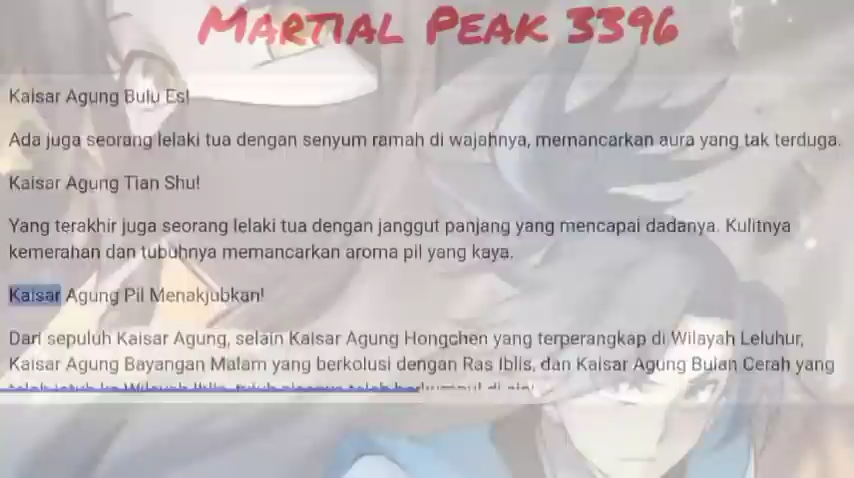 MARTIAL PEAK 3396
Kaisar Agung Bulu Es!
Ada juga seorang lelaki tua dengan senyum ramah di wajahnya, memancarkan aura yang tak terduga.
Kaisar Agung Tian Shu!
Yang terakhir juga seorang lelaki tua dengan janggut panjang yang mencapai dadanya. Kulitnya
kemerahan dan tubuhnya memancarkan aroma pil yang kaya.
Kaisar Agung Pil Menakjubkan!
Dari sepuluh Kaisar Agung, selain Kaisar Agung Hongchen yang terperangkap di Wilayah Leluhur,
Kaisar Agung Bayangan Malam yang berkolusi dengan Ras Iblis, dan Kaisar Agung Bulan Cerah yang